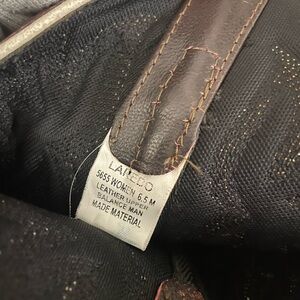 LAREDO
5655 WOMEN 6.5 M
LEATHER UPPER
BALANCE MAN
MADE MATERIAL